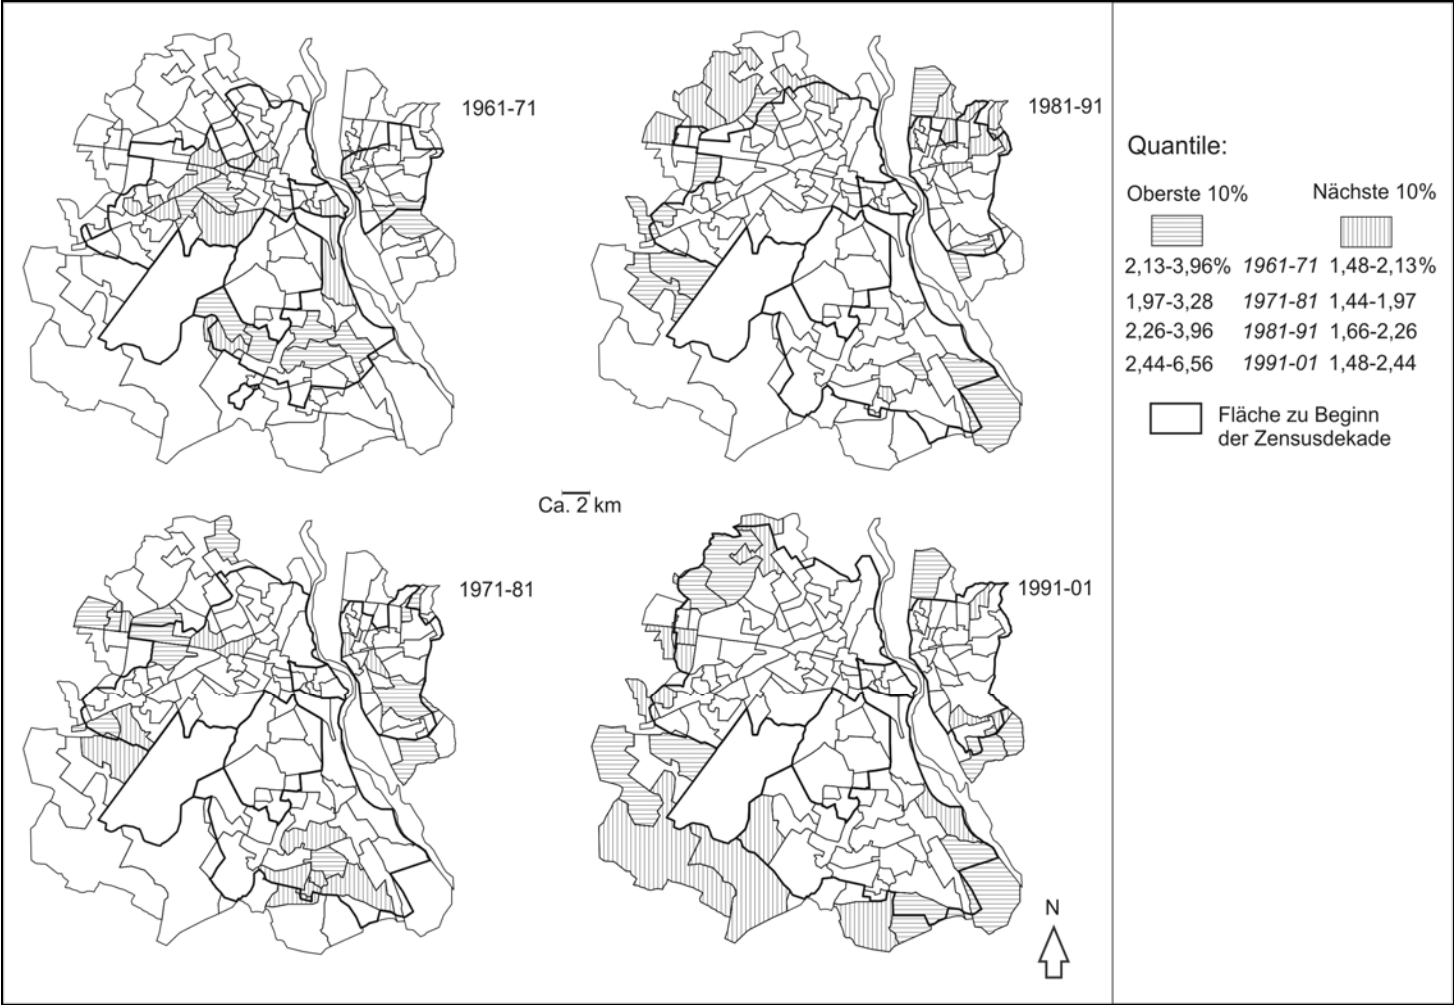 1961-71
1981-91
Ca. 2 km
1971-81
1991-01
N
Quantile:
Oberste 10% Nächste 10%
2,13-3,96% 1961-71 1,48-2,13%
1,97-3,28 1971-81 1,44-1,97
2,26-3,96 1981-91 1,66-2,26
2,44-6,56 1991-01 1,48-2,44
Fläche zu Beginn
der Zensusdekade